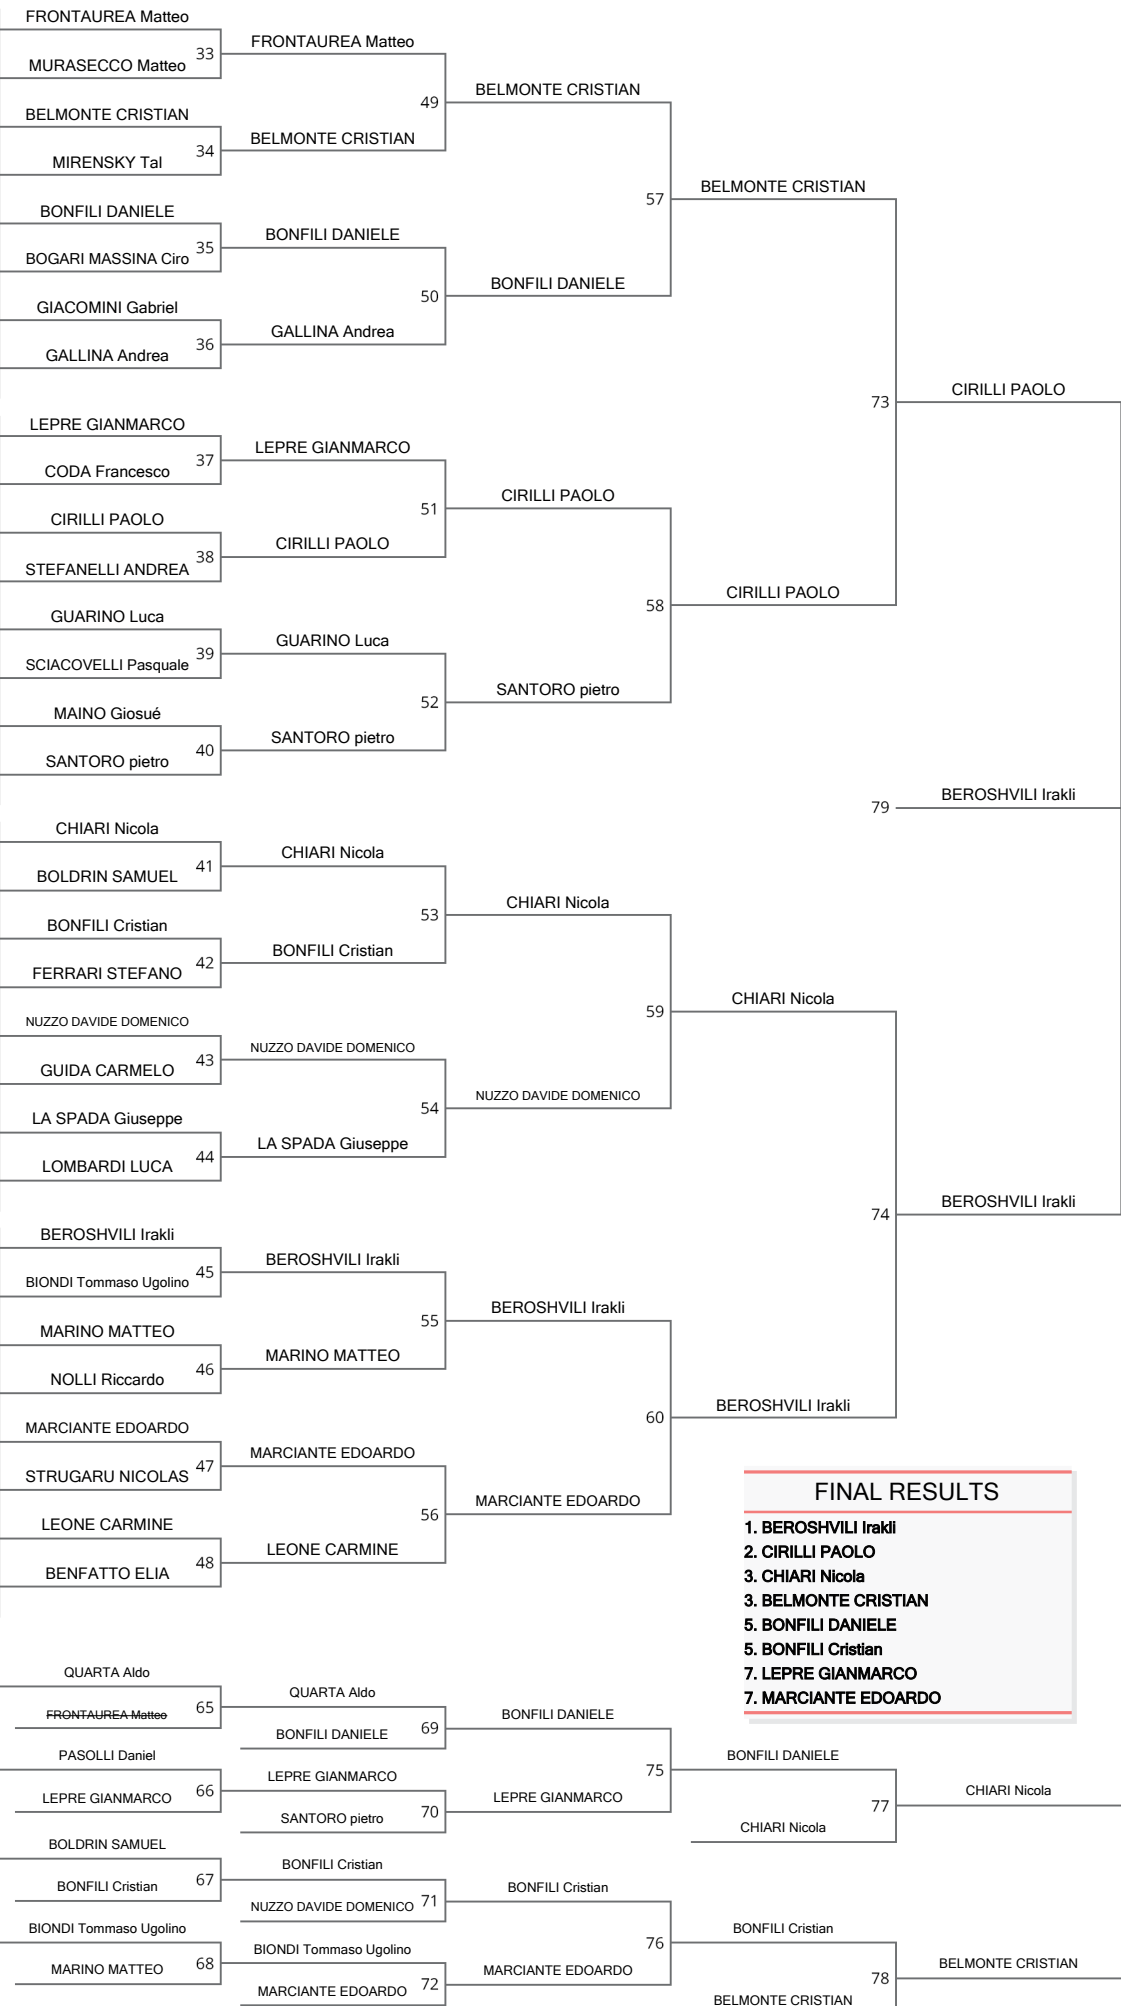 FRONTAUREA Matteo
33
MURASECCO Matteo
FRONTAUREA Matteo
49
BELMONTE CRISTIAN
34
MIRENSKY Tal
BELMONTE CRISTIAN
BELMONTE CRISTIAN
57
BONFILI DANIELE
35
BOGARI MASSINA Ciro
BONFILI DANIELE
50
GIACOMINI Gabriel
36
GALLINA Andrea
GALLINA Andrea
BONFILI DANIELE
BELMONTE CRISTIAN
73
LEPRE GIANMARCO
37
CODA Francesco
LEPRE GIANMARCO
51
CIRILLI PAOLO
38
STEFANELLI ANDREA
CIRILLI PAOLO
CIRILLI PAOLO
58
GUARINO Luca
39
SCIACOVELLI Pasquale
GUARINO Luca
52
MAINO Giosué
40
SANTORO pietro
SANTORO pietro
SANTORO pietro
CIRILLI PAOLO
CIRILLI PAOLO
79
BEROSHVILI Irakli
CHIARI Nicola
41
BOLDRIN SAMUEL
CHIARI Nicola
53
BONFILI Cristian
42
FERRARI STEFANO
BONFILI Cristian
CHIARI Nicola
59
NUZZO DAVIDE DOMENICO
43
GUIDA CARMELO
NUZZO DAVIDE DOMENICO
54
LA SPADA Giuseppe
44
LOMBARDI LUCA
LA SPADA Giuseppe
NUZZO DAVIDE DOMENICO
CHIARI Nicola
74
BEROSHVILI Irakli
BEROSHVILI Irakli
45
BIONDI Tommaso Ugolino
BEROSHVILI Irakli
55
MARINO MATTEO
46
NOLLI Riccardo
MARINO MATTEO
BEROSHVILI Irakli
60
BEROSHVILI Irakli
MARCIANTE EDOARDO
47
STRUGARU NICOLAS
MARCIANTE EDOARDO
56
LEONE CARMINE
48
BENFATTO ELIA
LEONE CARMINE
MARCIANTE EDOARDO
FINAL RESULTS
1. BEROSHVILI Irakli
2. CIRILLI PAOLO
3. CHIARI Nicola
3. BELMONTE CRISTIAN
5. BONFILI DANIELE
5. BONFILI Cristian
7. LEPRE GIANMARCO
7. MARCIANTE EDOARDO
QUARTA Aldo
65
FRONTAUREA Matteo
QUARTA Aldo
69
BONFILI DANIELE
BONFILI DANIELE
75
PASOLLI Daniel
66
LEPRE GIANMARCO
LEPRE GIANMARCO
70
SANTORO pietro
LEPRE GIANMARCO
BONFILI DANIELE
77
CHIARI Nicola
CHIARI Nicola
BOLDRIN SAMUEL
67
BONFILI Cristian
BONFILI Cristian
71
NUZZO DAVIDE DOMENICO
BONFILI Cristian
76
BIONDI Tommaso Ugolino
68
MARINO MATTEO
BIONDI Tommaso Ugolino
72
MARCIANTE EDOARDO
MARCIANTE EDOARDO
BONFILI Cristian
78
BELMONTE CRISTIAN
BELMONTE CRISTIAN